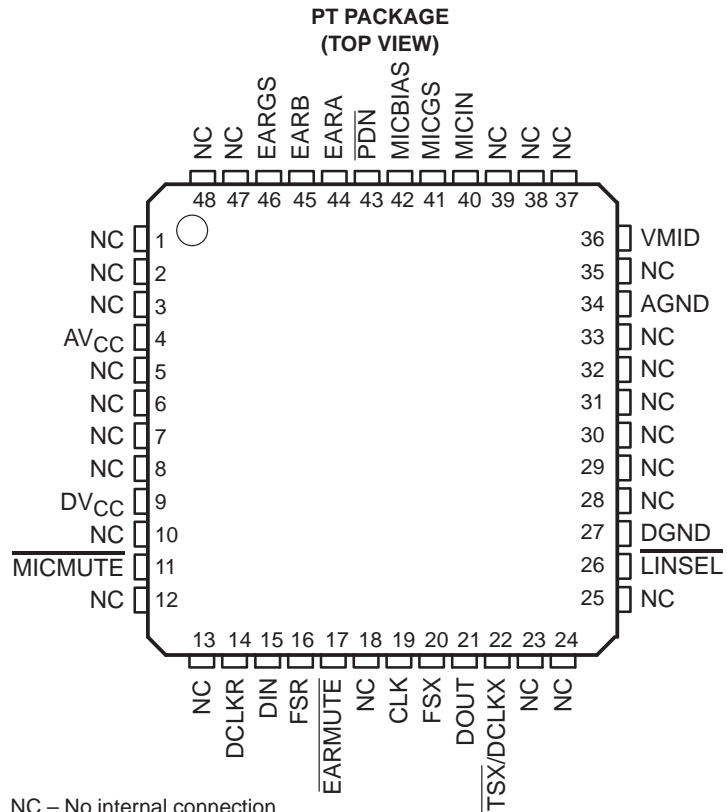 PT PACKAGE
(TOP VIEW)
NC NC EARGS EARB EARA PDN MICBIAS MICGS MICIN NC NC NC
48 47 46 45 44 43 42 41 40 39 38 37
NC 1
NC 2
NC 3
AVCC 4
NC 5
NC 6
NC 7
NC 8
DVCC 9
NC 10
MICMUTE 11
NC 12
36 VMID
35 NC
34 AGND
33 NC
32 NC
31 NC
30 NC
29 NC
28 NC
27 DGND
26 LINSEL
25 NC
13 14 15 16 17 18 19 20 21 22 23 24
NC DCLKR DIN FSR EARMUTE NC CLK FSX DOUT TSX/DCLKX NC NC
NC – No internal connection